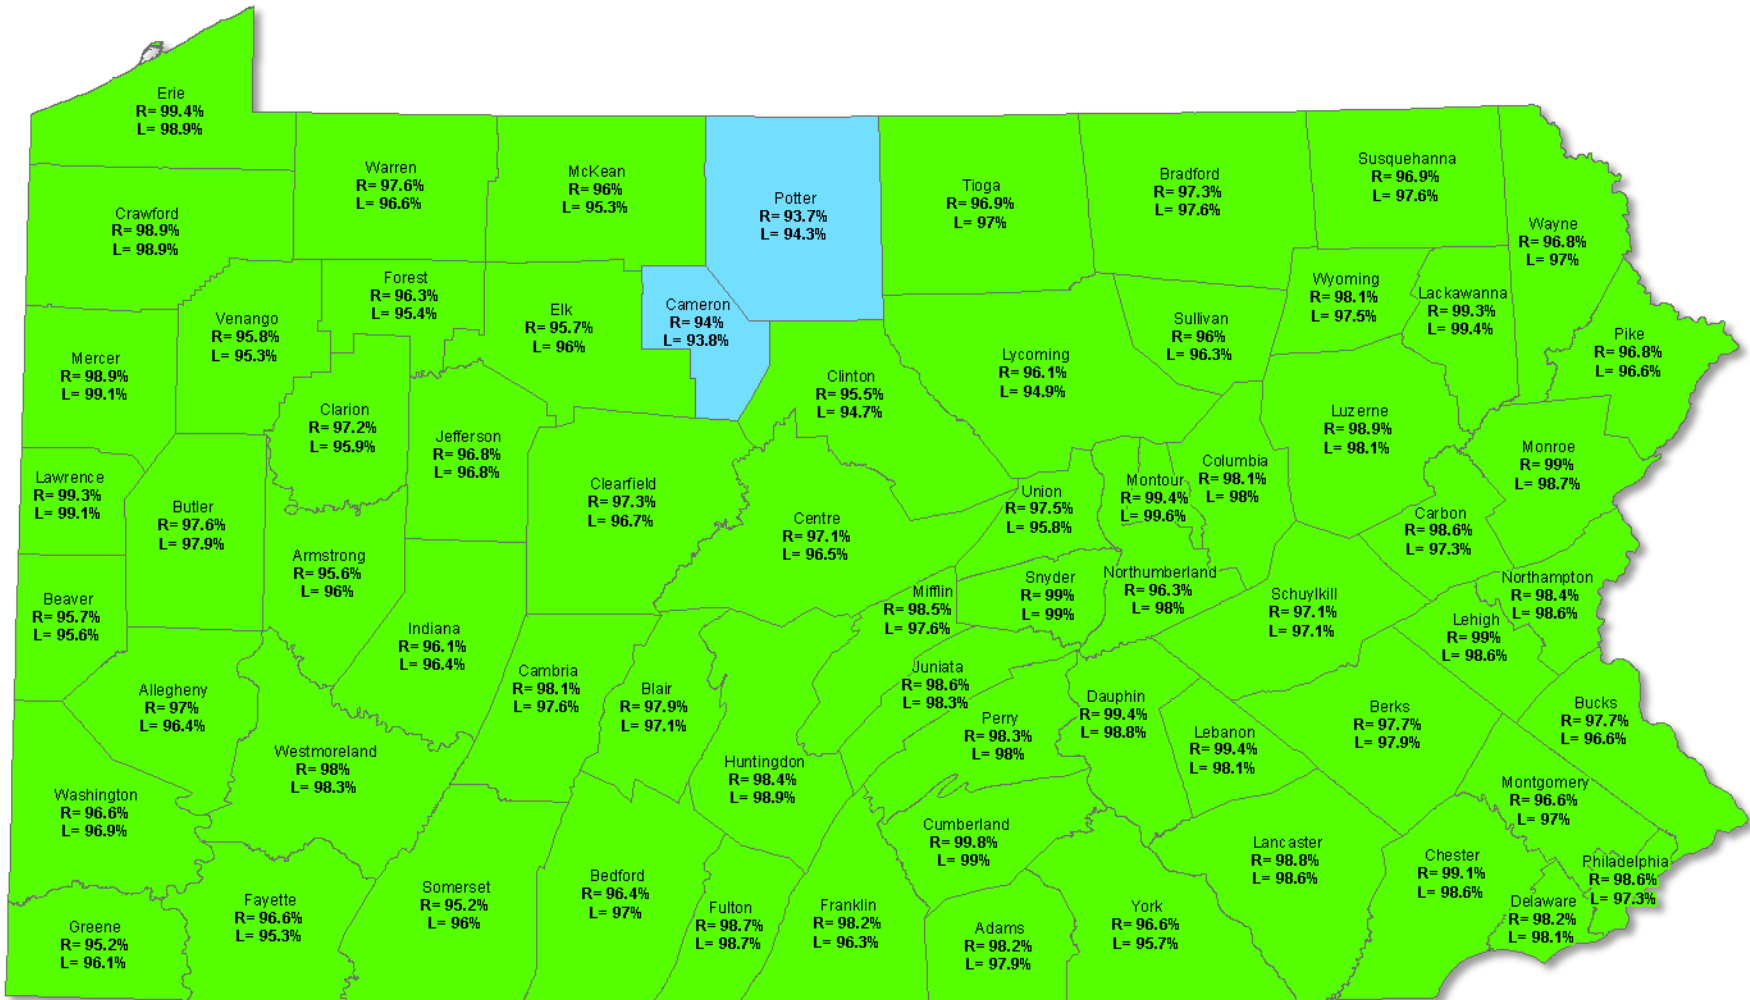 Erie
R= 99.4%
L= 98.9%
Warren
R= 97.6%
L= 96.6%
McKean
R= 96%
L= 95.3%
Potter
R= 93.7%
L= 94.3%
Tioga
R= 96.9%
L= 97%
Bradford
R= 97.3%
L= 97.6%
Susquehanna
R= 96.9%
L= 97.6%
Wayne
R= 96.8%
L= 97%
Crawford
R= 98.9%
L= 98.9%
Forest
R= 96.3%
L= 95.4%
Venango
R= 95.8%
L= 95.3%
Elk
R= 95.7%
L= 96%
Cameron
R= 94%
L= 93.8%
Wyoming
R= 98.1%
L= 97.5%
Lackawanna
R= 99.3%
L= 99.4%
Sullivan
R= 96%
L= 96.3%
Pike
R= 96.8%
L= 96.6%
Mercer
R= 98.9%
L= 99.1%
Lycoming
R= 96.1%
L= 94.9%
Clinton
R= 95.5%
L= 94.7%
Clarion
R= 97.2%
L= 95.9%
Luzerne
R= 98.9%
L= 98.1%
Jefferson
R= 96.8%
L= 96.8%
Monroe
R= 99%
L= 98.7%
Columbia
R= 98.1%
L= 98%
Lawrence
R= 99.3%
L= 99.1%
Clearfield
R= 97.3%
L= 96.7%
Montour
R= 99.4%
L= 99.6%
Union
R= 97.5%
L= 95.8%
Butler
R= 97.6%
L= 97.9%
Centre
R= 97.1%
L= 96.5%
Carbon
R= 98.6%
L= 97.3%
Armstrong
R= 95.6%
L= 96%
Northumberland
R= 96.3%
L= 98%
Snyder
R= 99%
L= 99%
Northampton
R= 98.4%
L= 98.6%
Mifflin
R= 98.5%
L= 97.6%
Schuylkill
R= 97.1%
L= 97.1%
Beaver
R= 95.7%
L= 95.6%
Lehigh
R= 99%
L= 98.6%
Indiana
R= 96.1%
L= 96.4%
Juniata
R= 98.6%
L= 98.3%
Cambria
R= 98.1%
L= 97.6%
Blair
R= 97.9%
L= 97.1%
Allegheny
R= 97%
L= 96.4%
Dauphin
R= 99.4%
L= 98.8%
Bucks
R= 97.7%
L= 96.6%
Berks
R= 97.7%
L= 97.9%
Perry
R= 98.3%
L= 98%
Lebanon
R= 99.4%
L= 98.1%
Westmoreland
R= 98%
L= 98.3%
Huntingdon
R= 98.4%
L= 98.9%
Montgomery
R= 96.6%
L= 97%
Washington
R= 96.6%
L= 96.9%
Cumberland
R= 99.8%
L= 99%
Lancaster
R= 98.8%
L= 98.6%
Chester
R= 99.1%
L= 98.6%
Philadelphia
R= 98.6%
L= 97.3%
Bedford
R= 96.4%
L= 97%
Somerset
R= 95.2%
L= 96%
Fayette
R= 96.6%
L= 95.3%
Delaware
R= 98.2%
L= 98.1%
Fulton
R= 98.7%
L= 98.7%
Franklin
R= 98.2%
L= 96.3%
York
R= 96.6%
L= 95.7%
Greene
R= 95.2%
L= 96.1%
Adams
R= 98.2%
L= 97.9%